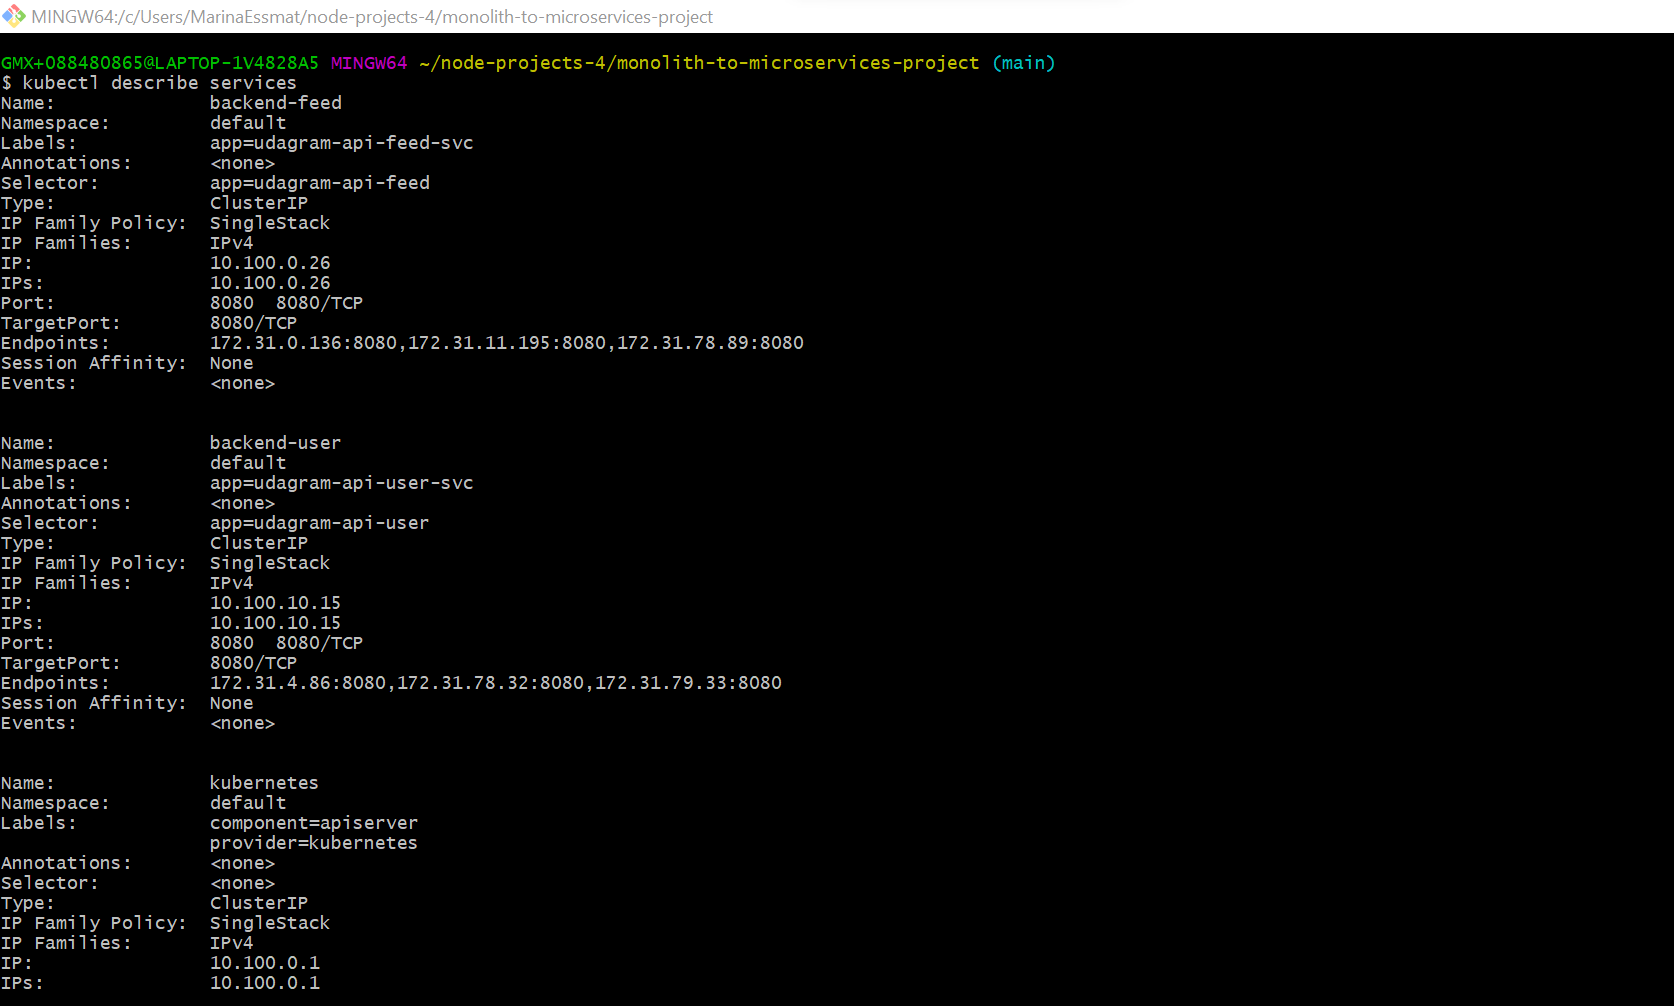 MINGW64:/c/Users/MarinaEssmat/node-projects-4/monolith-to-microservices-project
GMX+088480865@LAPTOP-1V4828A5 MINGW64 ~/node-projects-4/monolith-to-microservices-project (main)
$ kubectl describe services
Name: backend-feed
Namespace: default
Labels: app=udagram-api-feed-svc
Annotations: <none>
Selector: app=udagram-api-feed
Type: ClusterIP
IP Family Policy: SingleStack
IP Families: IPv4
IP: 10.100.0.26
IPs: 10.100.0.26
Port: 8080 8080/TCP
TargetPort: 8080/TCP
Endpoints: 172.31.0.136:8080,172.31.11.195:8080,172.31.78.89:8080
Session Affinity: None
Events: <none>
Name: backend-user
Namespace: default
Labels: app=udagram-api-user-svc
Annotations: <none>
Selector: app=udagram-api-user
Type: ClusterIP
IP Family Policy: SingleStack
IP Families: IPv4
IP: 10.100.10.15
IPs: 10.100.10.15
Port: 8080 8080/TCP
TargetPort: 8080/TCP
Endpoints: 172.31.4.86:8080,172.31.78.32:8080,172.31.79.33:8080
Session Affinity: None
Events: <none>
Name: kubernetes
Namespace: default
Labels: component=apiserver
provider=kubernetes
Annotations: <none>
Selector: <none>
Type: ClusterIP
IP Family Policy: SingleStack
IP Families: IPv4
IP: 10.100.0.1
IPs: 10.100.0.1